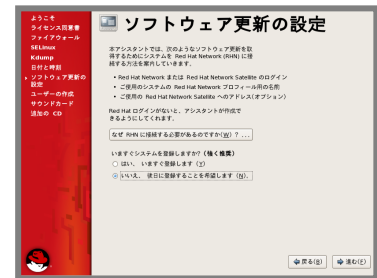 ようこそ
ライセンス同意書
ファイアウォール
SELinux
Kdump
日付と時刻
ソフトウェア更新の
設定
ユーザーの作成
サウンドカード
追加の CD
ソフトウェア更新の設定
本アシスタントでは、次のようなソフトウェア更新を取
得するためにシステムを Red Hat Network (RHN) に接
続する方法を案内していきます。
• Red Hat Network または Red Hat Network Satellite のログイン
• ご使用のシステムの Red Hat Network プロフィール用の名前
• ご使用の Red Hat Network Satellite へのアドレス(オプション)
Red Hat ログインがないと、アシスタントが作成で
きるようにしてくれます。
なぜ RHN に接続する必要があるのですか(W) ? ...
いますぐシステムを登録しますか? (強く推奨)
はい、 いますぐ登録します (Y)
いいえ、 後日に登録することを希望します (N)、
戻る(B)
進む(F)